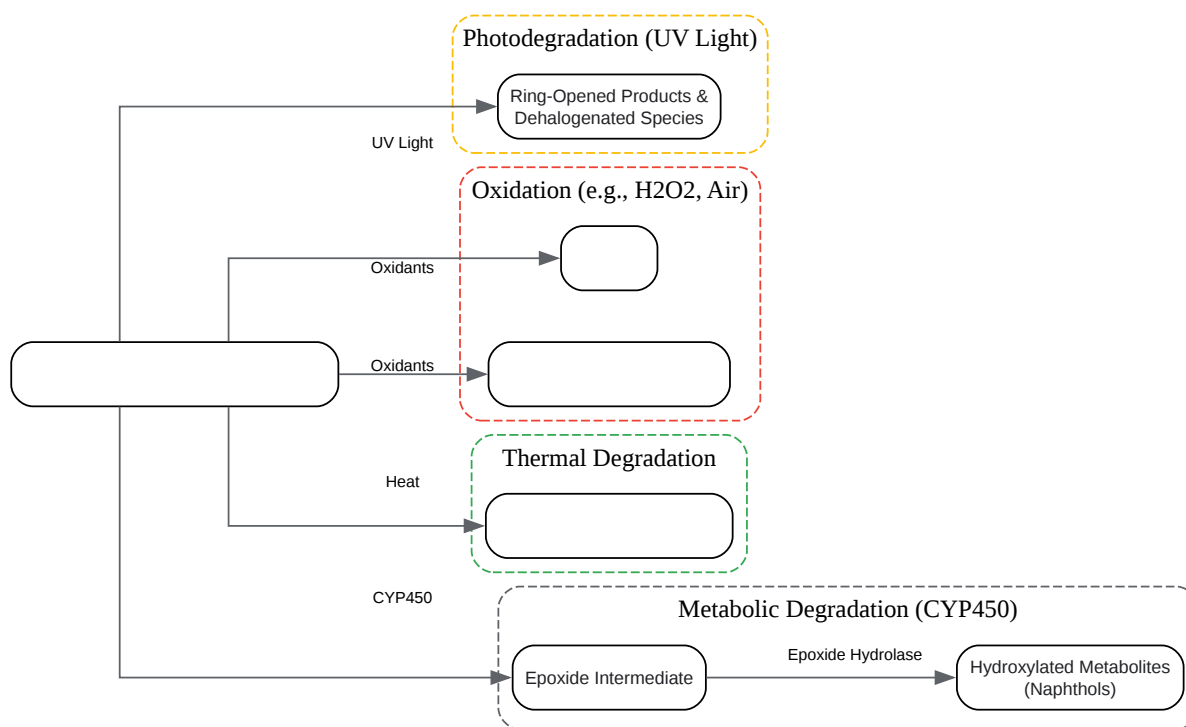 Photodegradation (UV Light)
Ring-Opened Products &
Dehalogenated Species
UV Light
Oxidation (e.g., H2O2, Air)
Oxidants
Oxidants
Thermal Degradation
Heat
CYP450
Metabolic Degradation (CYP450)
Epoxide Intermediate
Epoxide Hydrolase
Hydroxylated Metabolites
(Naphthols)